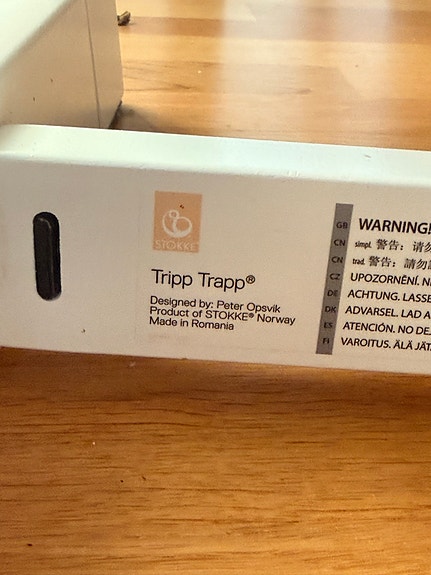 STOKKE
Tripp Trapp®
Designed by: Peter Opsvik
Product of STOKKE® Norway
Made in Romania
GB WARNING!
CN simpl. 警告：请勿
CN trad. 警告：請勿
CZ UPOZORNĚNÍ. N
DE ACHTUNG. LASSE
DK ADVARSEL. LAD A
ES ATENCIÓN. NO DE
FI VAROITUS. ÄLÄ JÄT